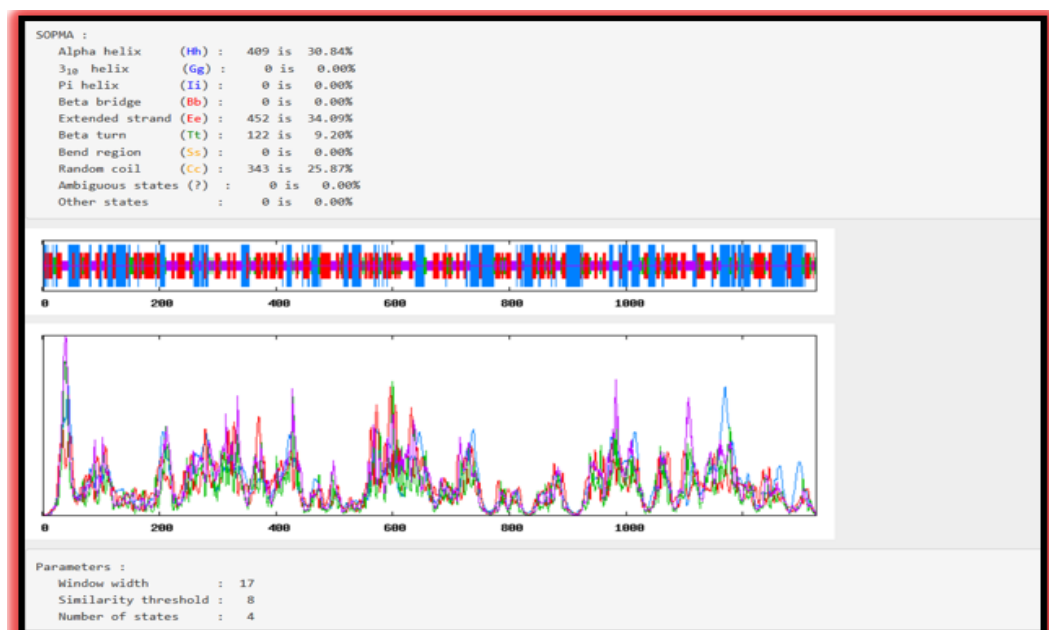 SOPMA :
Alpha helix (Hh) : 409 is 30.84%
3₁₀ helix (Gg) : 0 is 0.00%
Pi helix (Ii) : 0 is 0.00%
Beta bridge (Bb) : 0 is 0.00%
Extended strand (Ee) : 452 is 34.09%
Beta turn (Tt) : 122 is 9.20%
Bend region (Ss) : 0 is 0.00%
Random coil (Cc) : 343 is 25.87%
Ambiguous states (?) : 0 is 0.00%
Other states : 0 is 0.00%
0 200 400 600 800 1000
0 200 400 600 800 1000
Parameters :
Window width : 17
Similarity threshold : 8
Number of states : 4